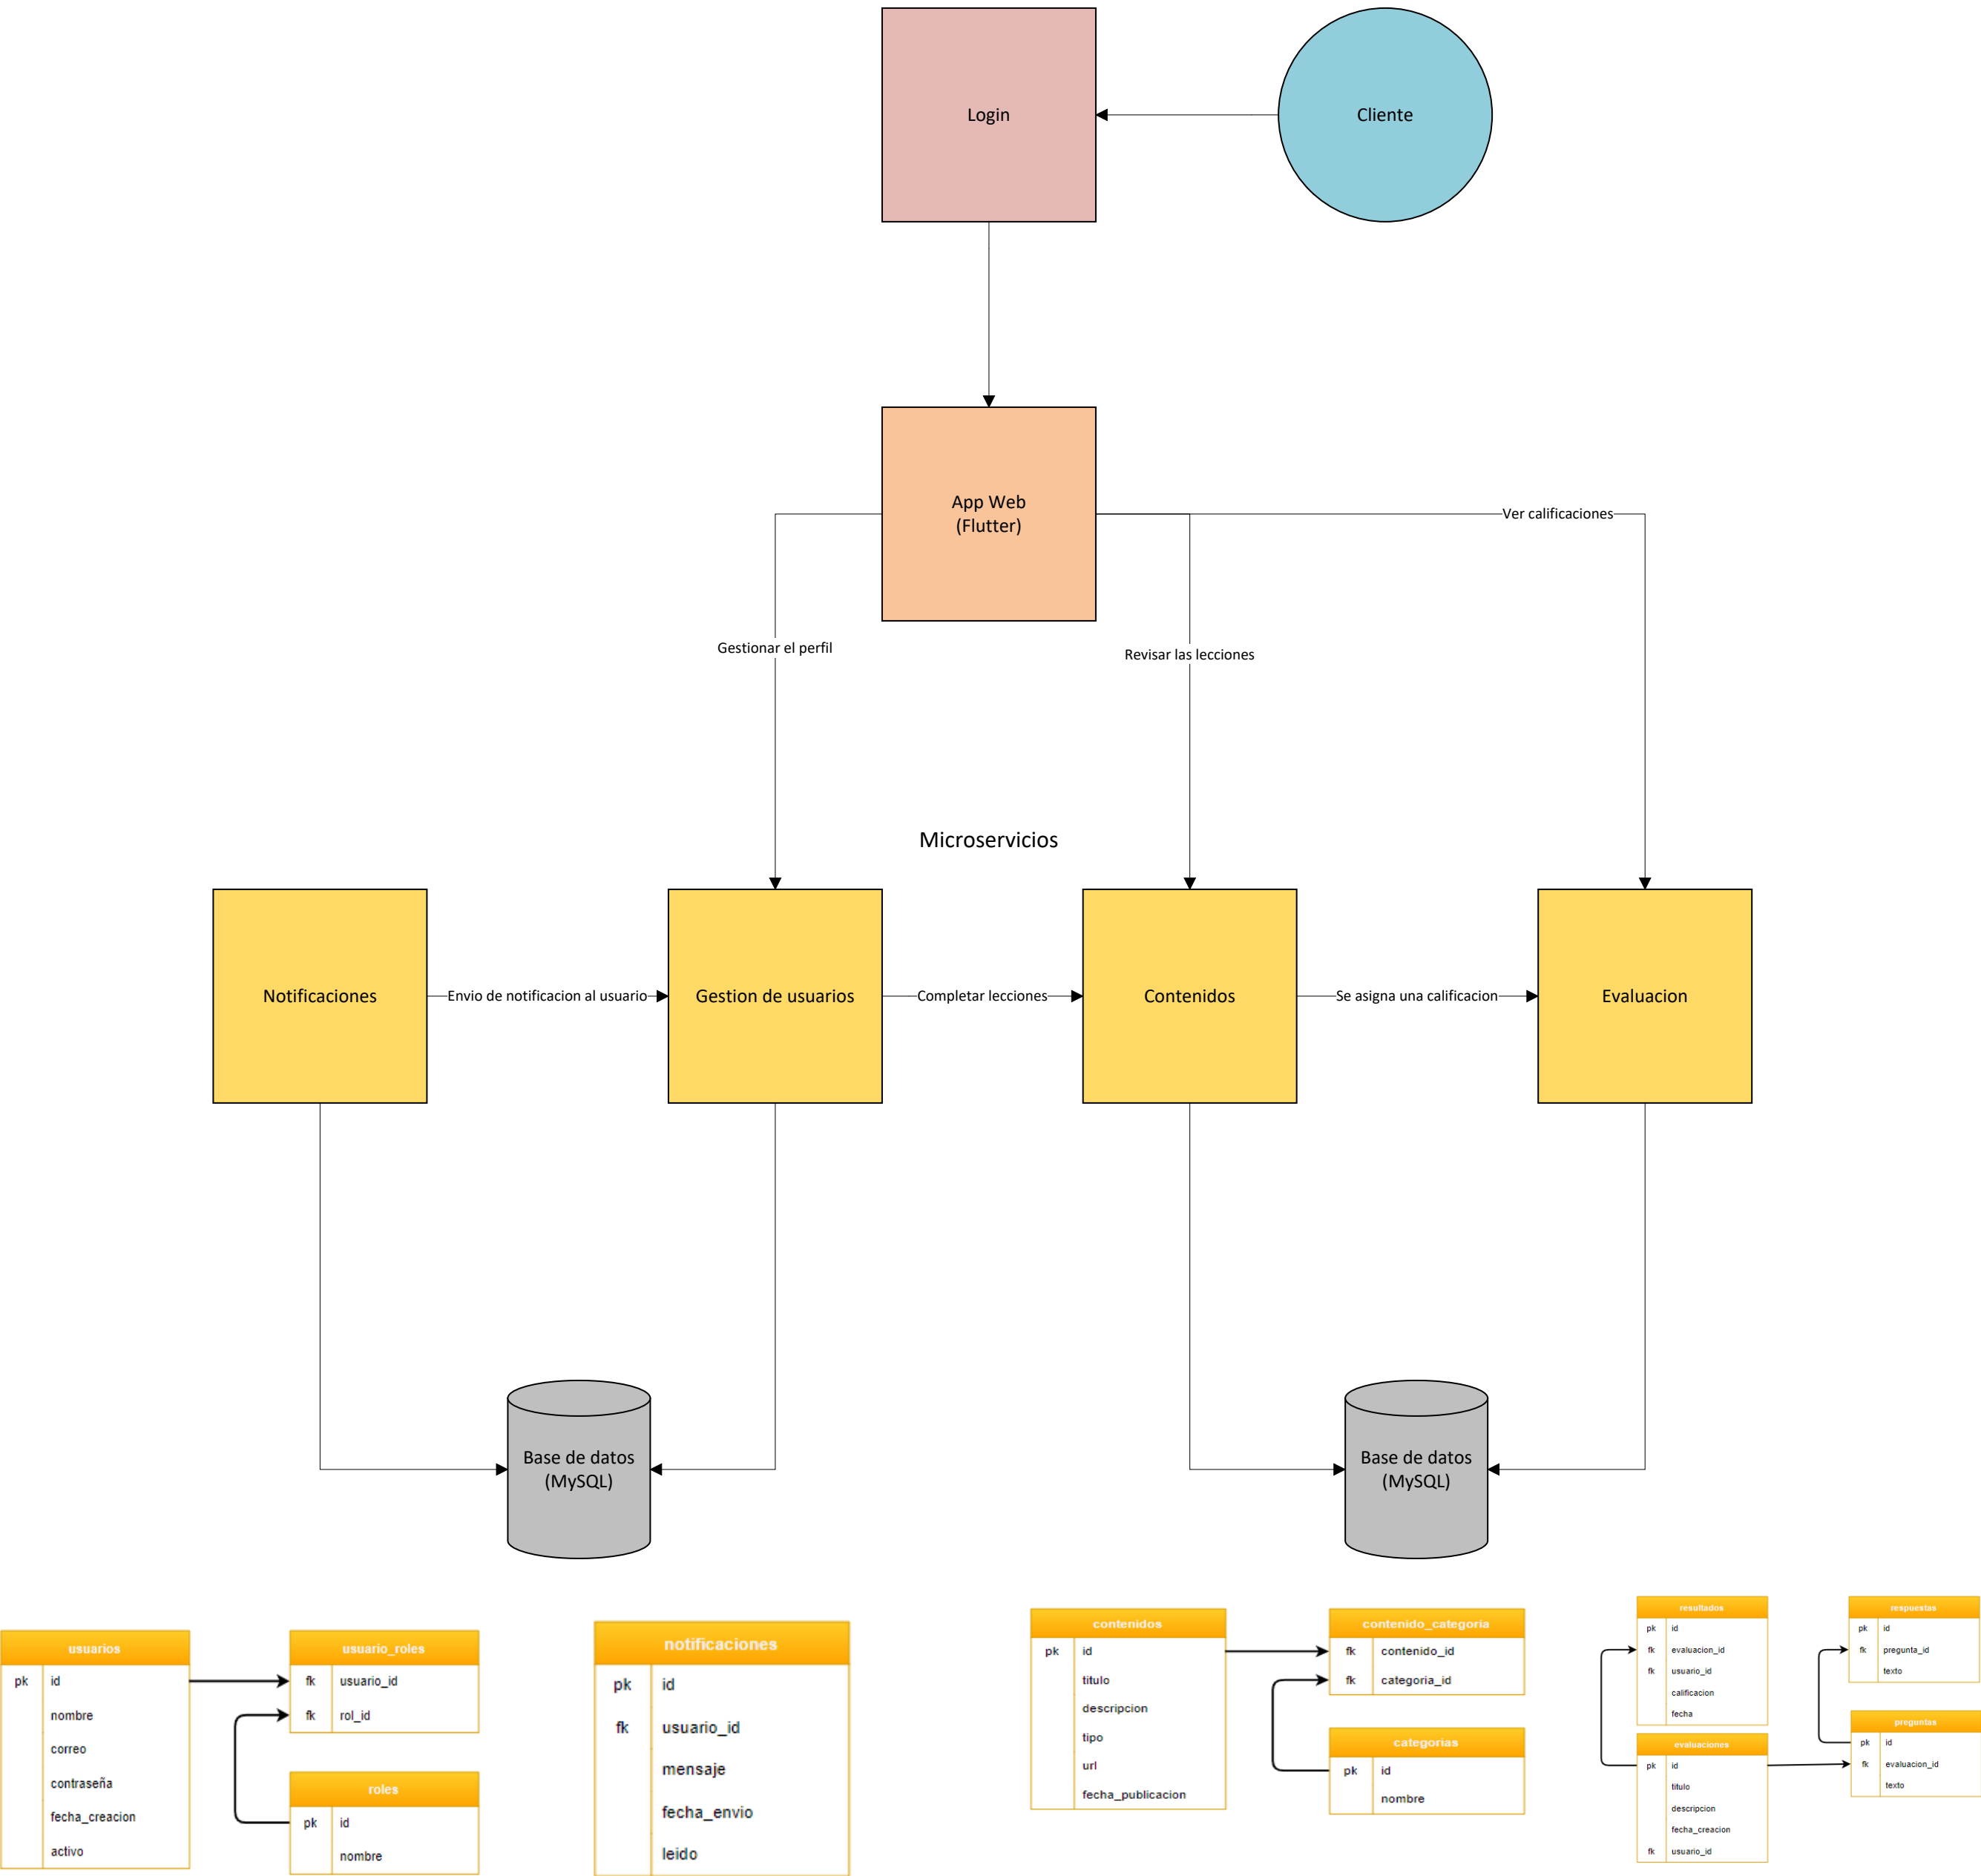 Login
Cliente
App Web
(Flutter)
Ver calificaciones
Gestionar el perfil
Revisar las lecciones
Microservicios
Notificaciones
Envio de notificacion al usuario
Gestion de usuarios
Completar lecciones
Contenidos
Se asigna una calificacion
Evaluacion
Base de datos
(MySQL)
Base de datos
(MySQL)
usuarios
pk id
nombre
correo
contraseña
fecha_creacion
activo
usuario_roles
fk usuario_id
fk rol_id
roles
pk id
nombre
notificaciones
pk id
fk usuario_id
mensaje
fecha_envio
leido
contenidos
pk id
titulo
descripcion
tipo
url
fecha_publicacion
contenido_categoria
fk contenido_id
fk categoria_id
categorias
pk id
nombre
resultados
pk id
fk evaluacion_id
fk usuario_id
calificacion
fecha
evaluaciones
pk id
titulo
descripcion
fecha_creacion
fk usuario_id
respuestas
pk id
fk pregunta_id
texto
preguntas
pk id
fk evaluacion_id
texto